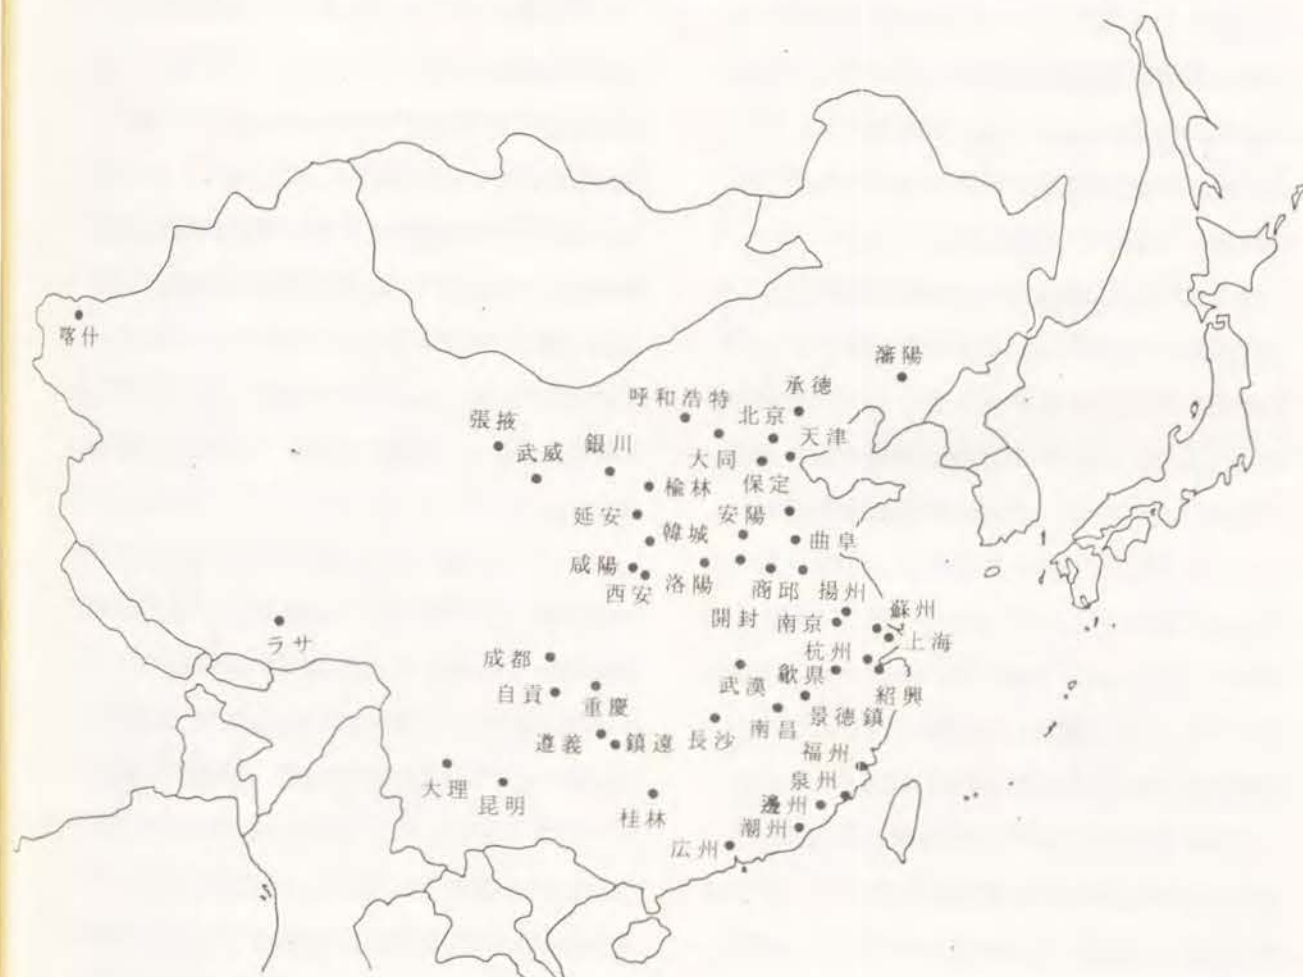 喀什
瀋陽
承徳
呼和浩特
北京
張掖
天津
銀川
武威
大同
保定
楡林
延安
安陽
韓城
曲阜
咸陽
西安
洛陽
商邱
揚州
開封
南京
蘇州
上海
ラサ
杭州
成都
歙県
武漢
自貢
紹興
重慶
景徳鎮
南昌
遵義
鎮遠
長沙
福州
泉州
大理
昆明
州
桂林
潮州
広州